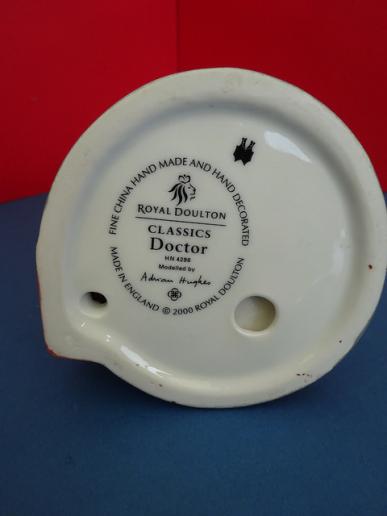 FINE CHINA HAND MADE AND HAND DECORATED
ROYAL DOULTON
CLASSICS
Doctor
HN 4286
Modelled by
Adrian Hughes
MADE IN ENGLAND © 2000 ROYAL DOULTON